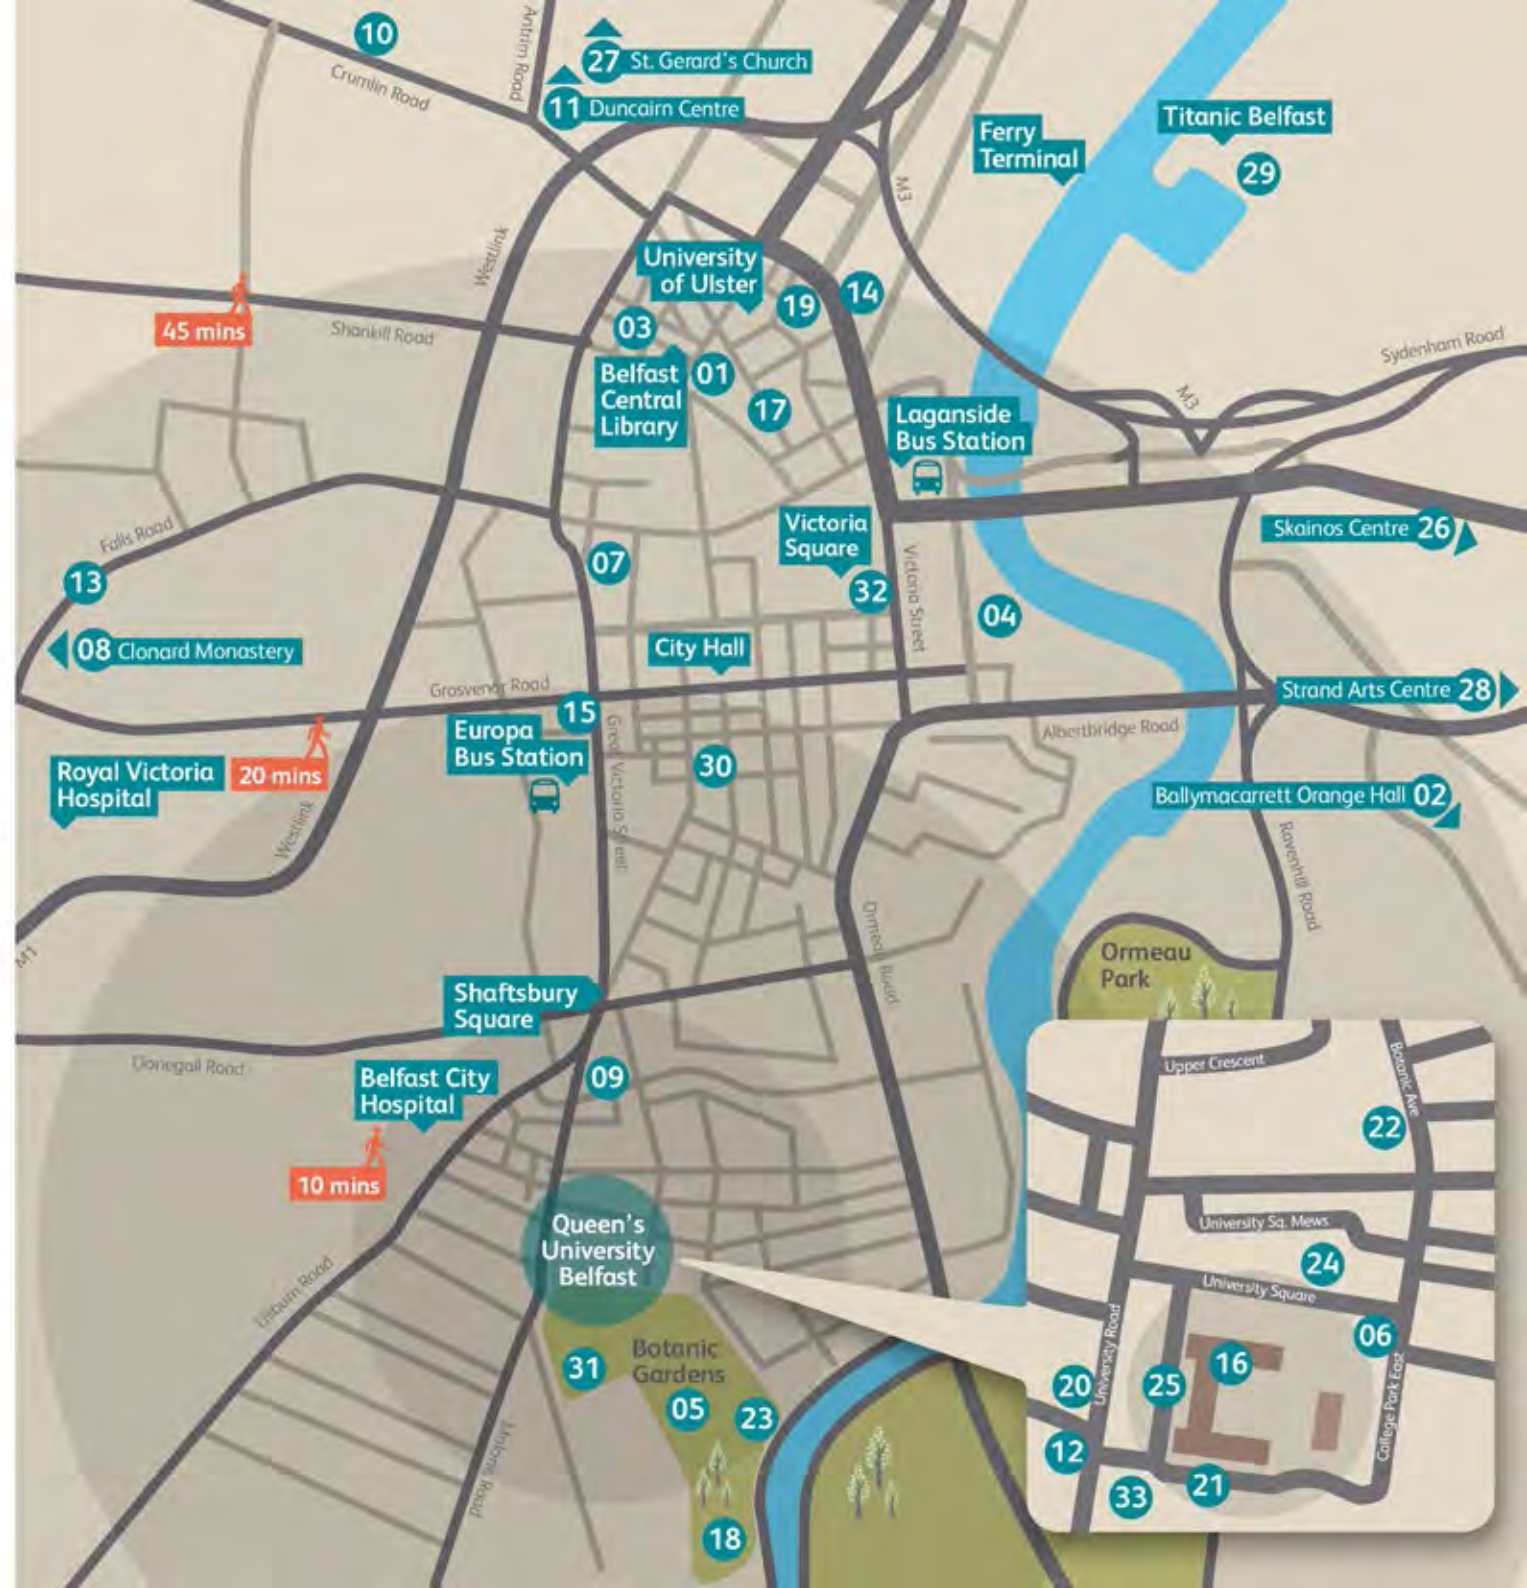 10
Crumlin Road
Antrim Road
27 St. Gerard's Church
11 Duncairn Centre
Ferry
Terminal
Titanic Belfast
29
M3
Westlink
University
of Ulster
19
14
45 mins
Shankill Road
03
Belfast
Central
Library
01
17
Sydenham Road
M3
Laganside
Bus Station
Falls Road
Victoria
Square
Skainos Centre 26
13
07
32
Victoria Street
04
08 Clonard Monastery
City Hall
Grosvenor Road
15
Strand Arts Centre 28
Albertbridge Road
Europa
Bus Station
Great Victoria Street
30
Royal Victoria
Hospital
20 mins
Westlink
Ballymacarrett Orange Hall 02
Ravenhill Road
M1
Ormeau Road
Ormeau
Park
Shaftsbury
Square
Donegall Road
Belfast City
Hospital
09
10 mins
Queen's
University
Belfast
Lisburn Road
Botanic
Gardens
31
05
23
18
Malone Road
Upper Crescent
Botanic Ave
22
University Sq. Mews
24
University Square
University Road
06
16
20
25
College Park East
12
33
21